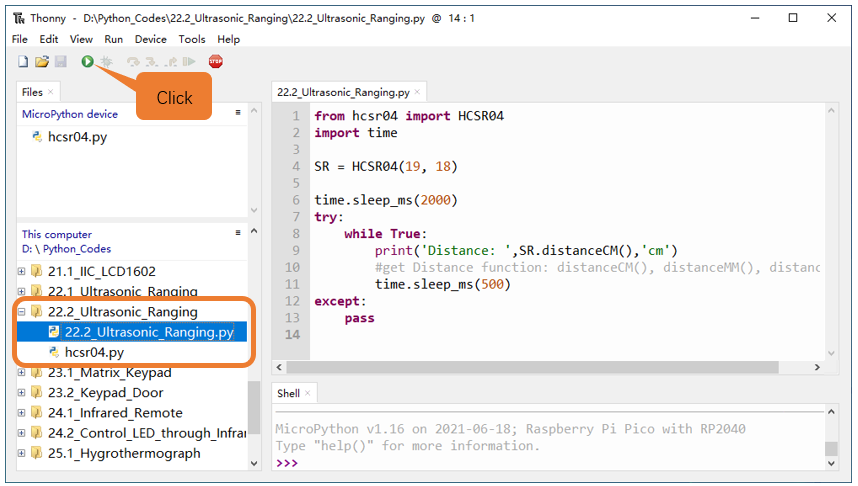 Thonny - D:\Python_Codes\22.2_Ultrasonic_Ranging\22.2_Ultrasonic_Ranging.py @ 14 : 1
File Edit View Run Device Tools Help
STOP
Click
Files
MicroPython device
hcsr04.py
This computer
D: \ Python_Codes
21.1_IIC_LCD1602
22.1_Ultrasonic_Ranging
22.2_Ultrasonic_Ranging
22.2_Ultrasonic_Ranging.py
hcsr04.py
23.1_Matrix_Keypad
23.2_Keypad_Door
24.1_Infrared_Remote
24.2_Control_LED_through_Infrar
25.1_Hygrothermograph
22.2_Ultrasonic_Ranging.py
1 from hcsr04 import HCSR04
2 import time
3
4 SR = HCSR04(19, 18)
5
6 time.sleep_ms(2000)
7 try:
8 while True:
9 print('Distance: ',SR.distanceCM(),'cm')
10 #get Distance function: distanceCM(), distanceMM(), distanc
11 time.sleep_ms(500)
12 except:
13 pass
14
Shell
MicroPython v1.16 on 2021-06-18; Raspberry Pi Pico with RP2040
Type "help()" for more information.
>>>